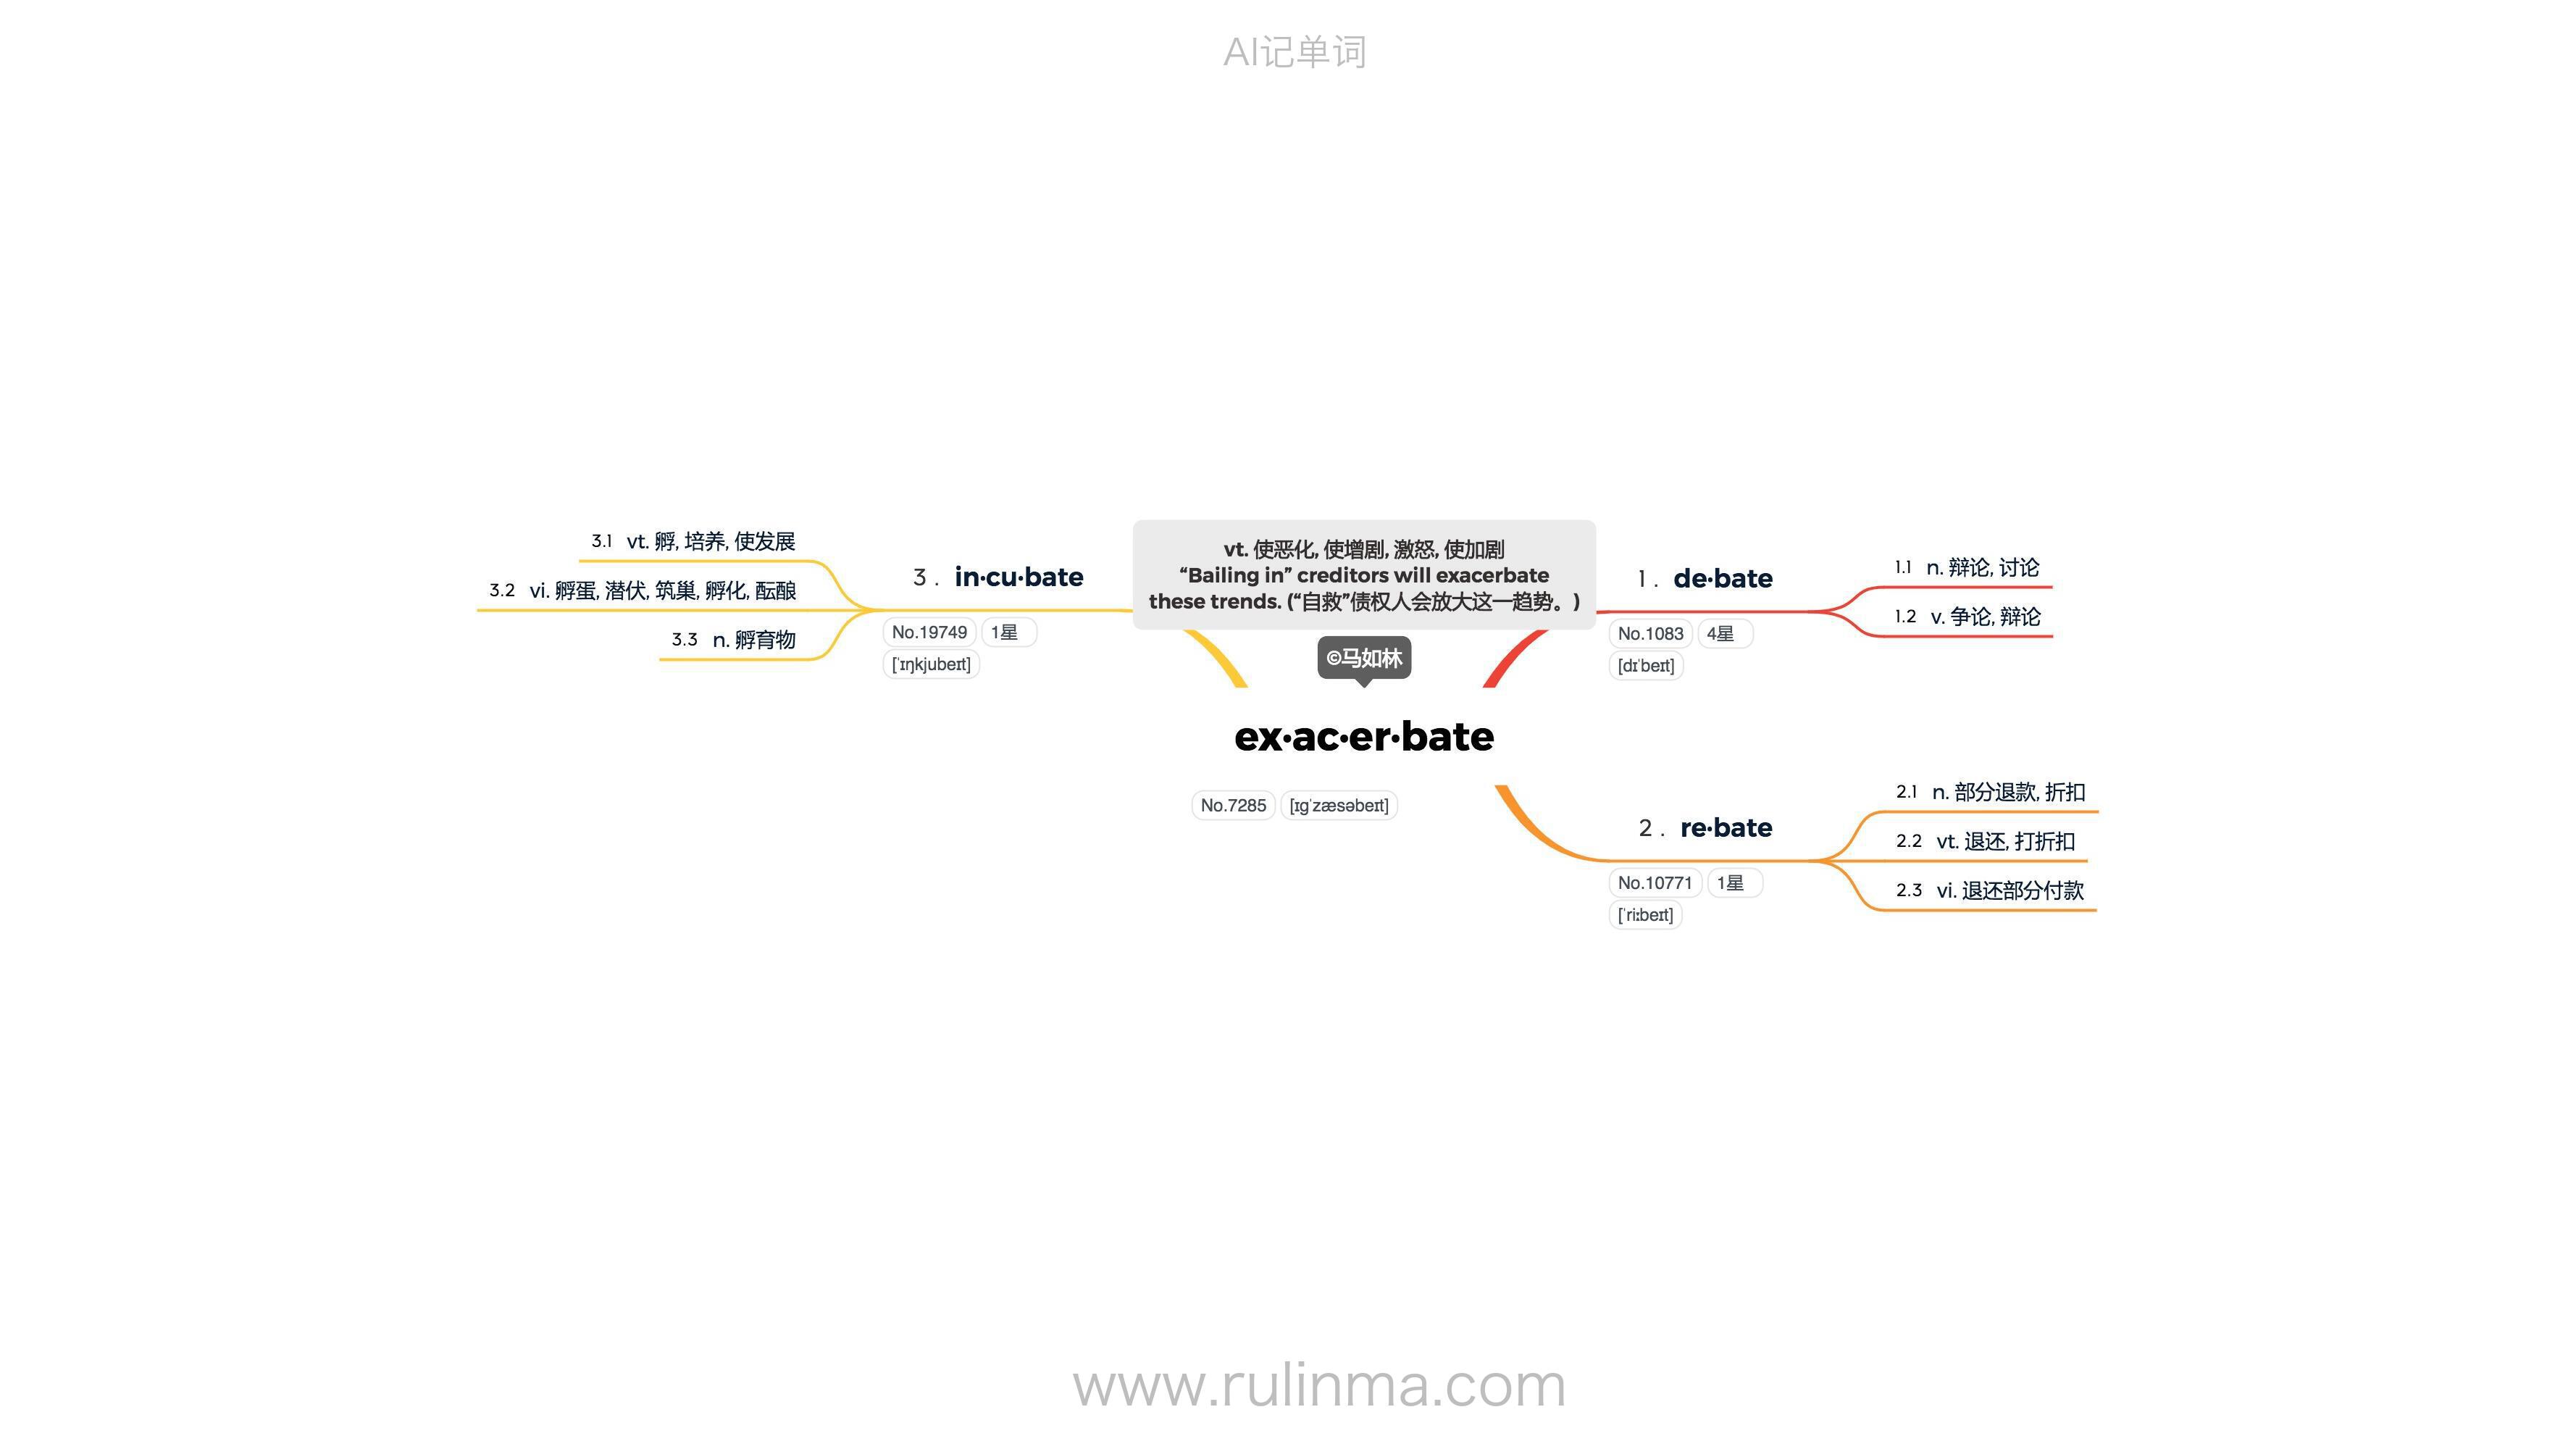 AI记单词
vt. 使恶化, 使增剧, 激怒, 使加剧
“Bailing in” creditors will exacerbate
these trends. (“自救”债权人会放大这一趋势。)
©马如林
ex·ac·er·bate
No.7285 [ɪɡˈzæsəbeɪt]
1. de·bate
No.1083 4星
[dɪˈbeɪt]
1.1 n. 辩论, 讨论
1.2 v. 争论, 辩论
2. re·bate
No.10771 1星
[ˈriːbeɪt]
2.1 n. 部分退款, 折扣
2.2 vt. 退还, 打折扣
2.3 vi. 退还部分付款
3. in·cu·bate
No.19749 1星
[ˈɪŋkjubeɪt]
3.1 vt. 孵, 培养, 使发展
3.2 vi. 孵蛋, 潜伏, 筑巢, 孵化, 酝酿
3.3 n. 孵育物
www.rulinma.com